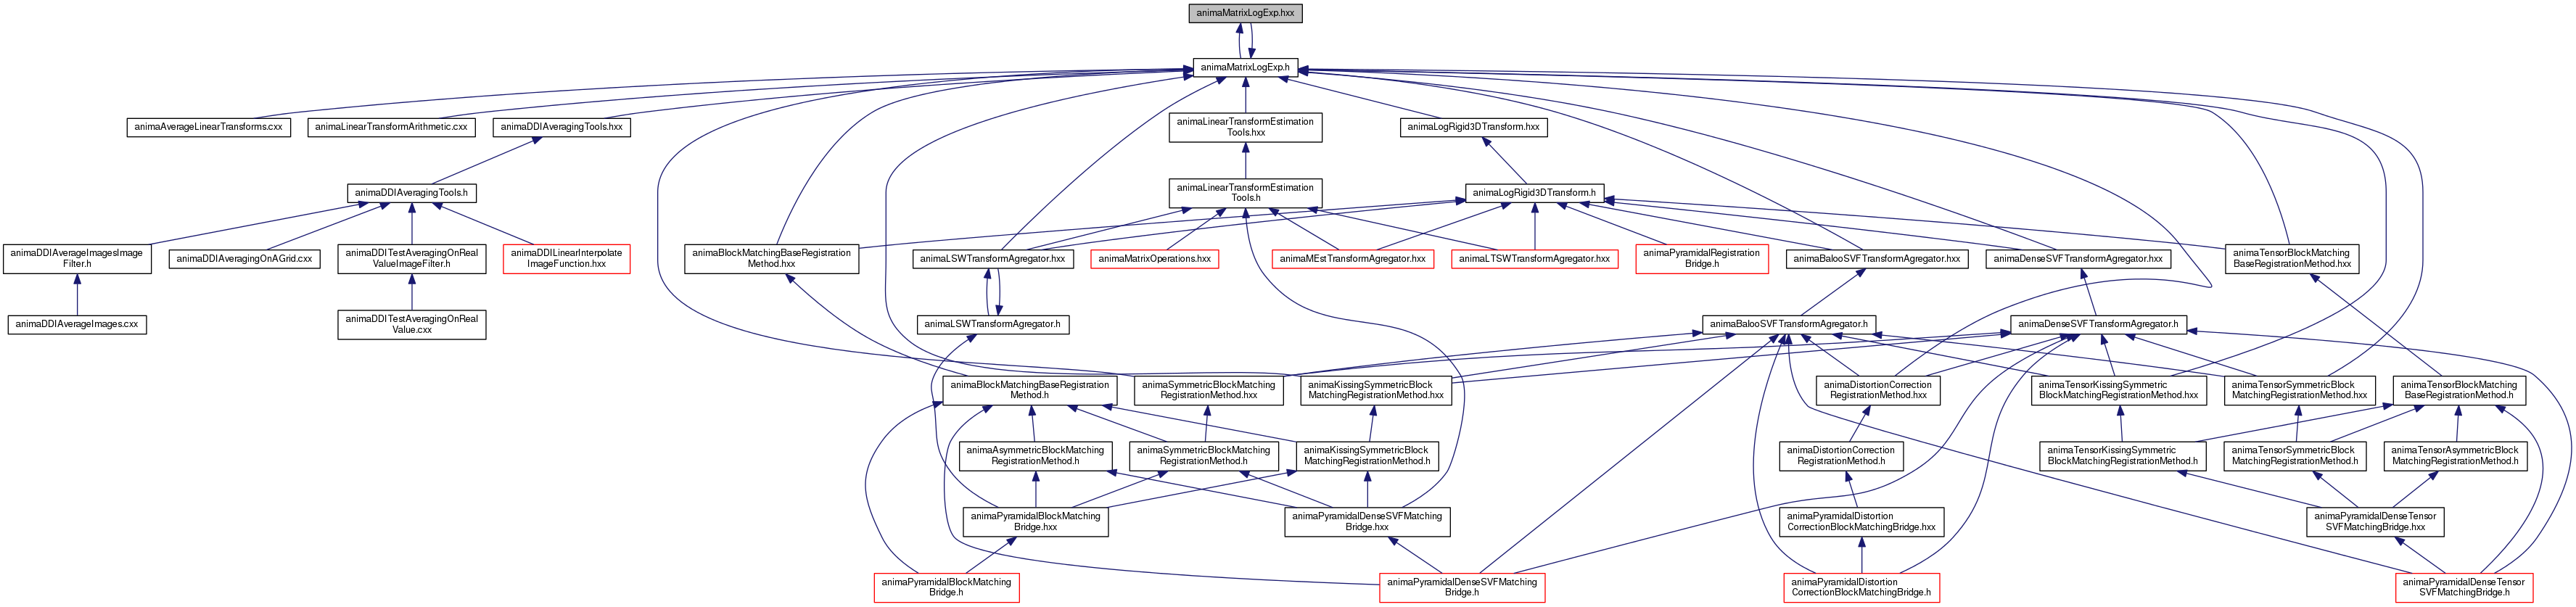 animaMatrixLogExp.hxx
animaMatrixLogExp.h
animaAverageLinearTransforms.cxx
animaLinearTransformArithmetic.cxx
animaDDIAveragingTools.hxx
animaLinearTransformEstimation
Tools.hxx
animaLogRigid3DTransform.hxx
animaDDIAveragingTools.h
animaLinearTransformEstimation
Tools.h
animaLogRigid3DTransform.h
animaDDIAverageImagesImage
Filter.h
animaDDIAveragingOnAGrid.cxx
animaDDITestAveragingOnReal
ValueImageFilter.h
animaDDILinearInterpolate
ImageFunction.hxx
animaBlockMatchingBaseRegistration
Method.hxx
animaLSWTransformAgregator.hxx
animaMatrixOperations.hxx
animaMEstTransformAgregator.hxx
animaLTSWTransformAgregator.hxx
animaPyramidalRegistration
Bridge.h
animaBalooSVFTransformAgregator.hxx
animaDenseSVFTransformAgregator.hxx
animaTensorBlockMatching
BaseRegistrationMethod.hxx
animaDDIAverageImages.cxx
animaDDITestAveragingOnReal
Value.cxx
animaLSWTransformAgregator.h
animaBalooSVFTransformAgregator.h
animaDenseSVFTransformAgregator.h
animaBlockMatchingBaseRegistration
Method.h
animaSymmetricBlockMatching
RegistrationMethod.hxx
animaKissingSymmetricBlock
MatchingRegistrationMethod.hxx
animaDistortionCorrection
RegistrationMethod.hxx
animaTensorKissingSymmetric
BlockMatchingRegistrationMethod.hxx
animaTensorSymmetricBlock
MatchingRegistrationMethod.hxx
animaTensorBlockMatching
BaseRegistrationMethod.h
animaAsymmetricBlockMatching
RegistrationMethod.h
animaSymmetricBlockMatching
RegistrationMethod.h
animaKissingSymmetricBlock
MatchingRegistrationMethod.h
animaDistortionCorrection
RegistrationMethod.h
animaTensorKissingSymmetric
BlockMatchingRegistrationMethod.h
animaTensorSymmetricBlock
MatchingRegistrationMethod.h
animaTensorAsymmetricBlock
MatchingRegistrationMethod.h
animaPyramidalBlockMatching
Bridge.hxx
animaPyramidalDenseSVFMatching
Bridge.hxx
animaPyramidalDistortion
CorrectionBlockMatchingBridge.hxx
animaPyramidalDenseTensor
SVFMatchingBridge.hxx
animaPyramidalBlockMatching
Bridge.h
animaPyramidalDenseSVFMatching
Bridge.h
animaPyramidalDistortion
CorrectionBlockMatchingBridge.h
animaPyramidalDenseTensor
SVFMatchingBridge.h